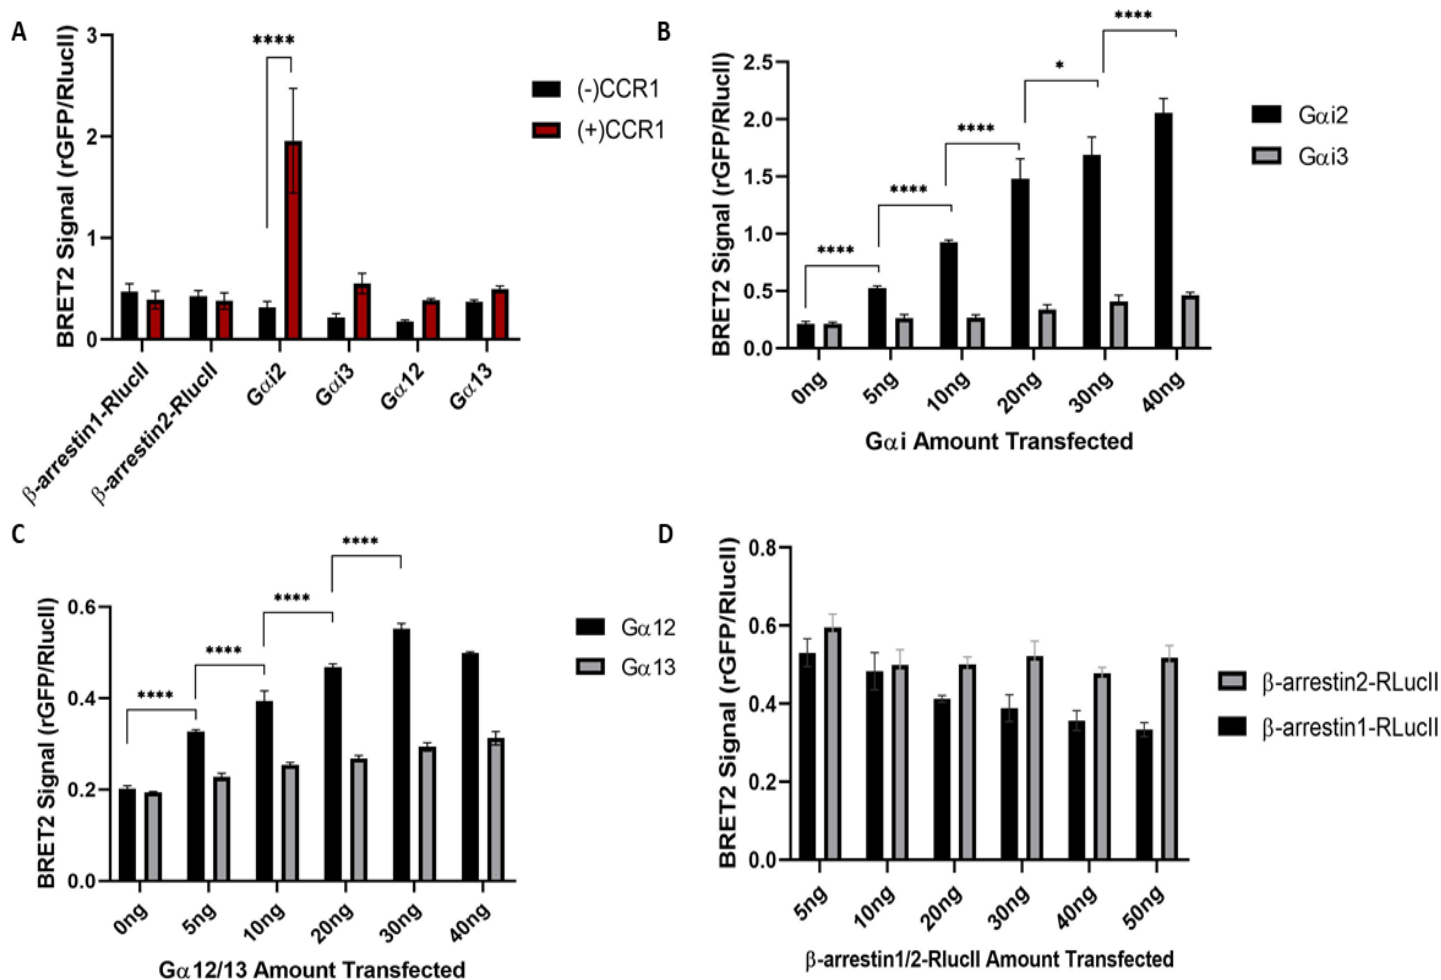 A
BRET2 Signal (rGFP/RlucII)
3
2
1
0
****
(-)CCR1
(+)CCR1
β-arrestin1-RlucII
β-arrestin2-RlucII
Gαi2
Gαi3
Gα12
Gα13
B
BRET2 Signal (rGFP/RlucII)
2.5
2.0
1.5
1.0
0.5
0.0
****
****
****
*
****
Gαi2
Gαi3
0ng
5ng
10ng
20ng
30ng
40ng
Gαi Amount Transfected
C
BRET2 Signal (rGFP/RlucII)
0.6
0.4
0.2
0.0
****
****
****
****
Gα12
Gα13
0ng
5ng
10ng
20ng
30ng
40ng
Gα12/13 Amount Transfected
D
BRET2 Signal (rGFP/RlucII)
0.8
0.6
0.4
0.2
0.0
β-arrestin2-RLucII
β-arrestin1-RLucII
5ng
10ng
20ng
30ng
40ng
50ng
β-arrestin1/2-RlucII Amount Transfected